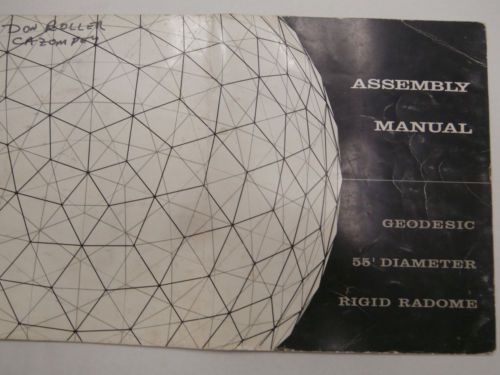 DON ROLLER
ASSEMBLY
MANUAL
GEODESIC
55' DIAMETER
RIGID RADOME